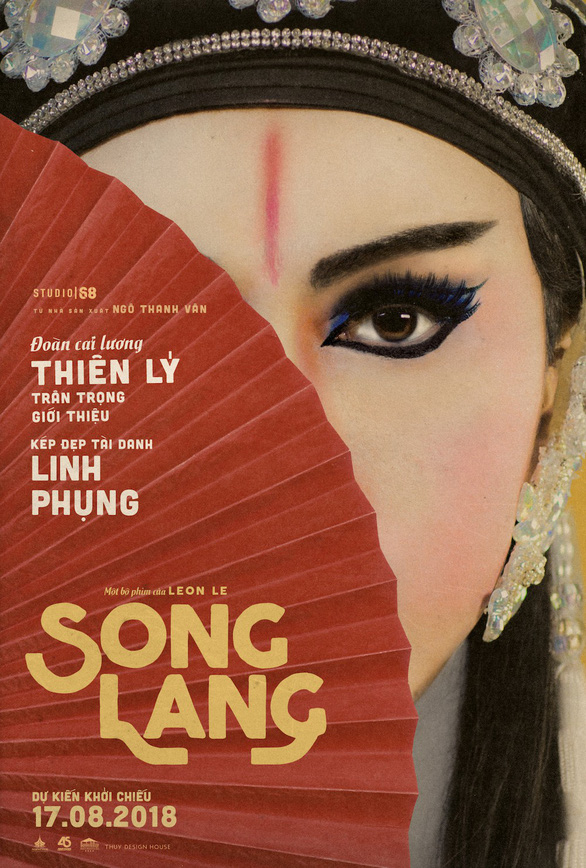 STUDIO|68
TỪ NHÀ SẢN XUẤT NGÔ THANH VÂN
Đoàn cải lương
THIÊN LÝ
TRÂN TRỌNG
GIỚI THIỆU
KÉP ĐẸP TÀI DANH
LINH
PHỤNG
Một bộ phim của LEON LE
SONG
LANG
DỰ KIẾN KHỞI CHIẾU
17.08.2018
45 THUY DESIGN HOUSE